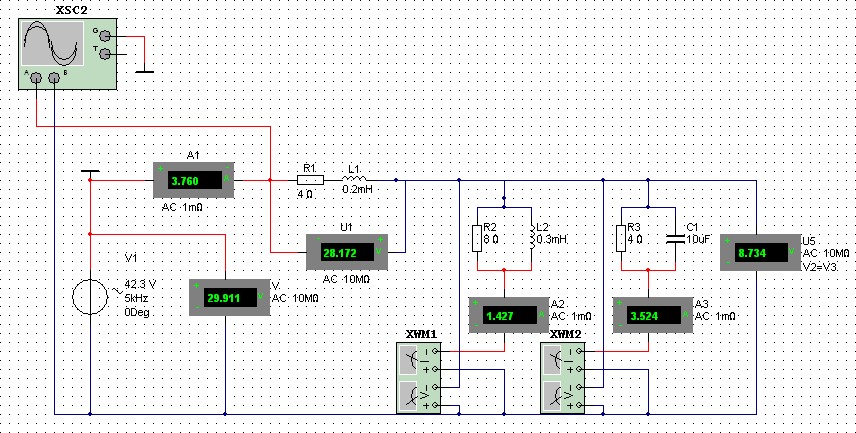 XSC2
G
T
A B
A1
3.760
A
AC 1mΩ
R1
4 Ω
L1
0.2mH
U1
28.172
V
AC 10MΩ
V1
42.3 V
5kHz
0Deg
29.911
V
V
AC 10MΩ
R2
8 Ω
L2
0.3mH
R3
4 Ω
C1
10uF
8.734
V
U5
AC 10MΩ
V2=V3
1.427
A
A2
AC 1mΩ
3.524
A
A3
AC 1mΩ
XWM1
I
V
XWM2
I
V